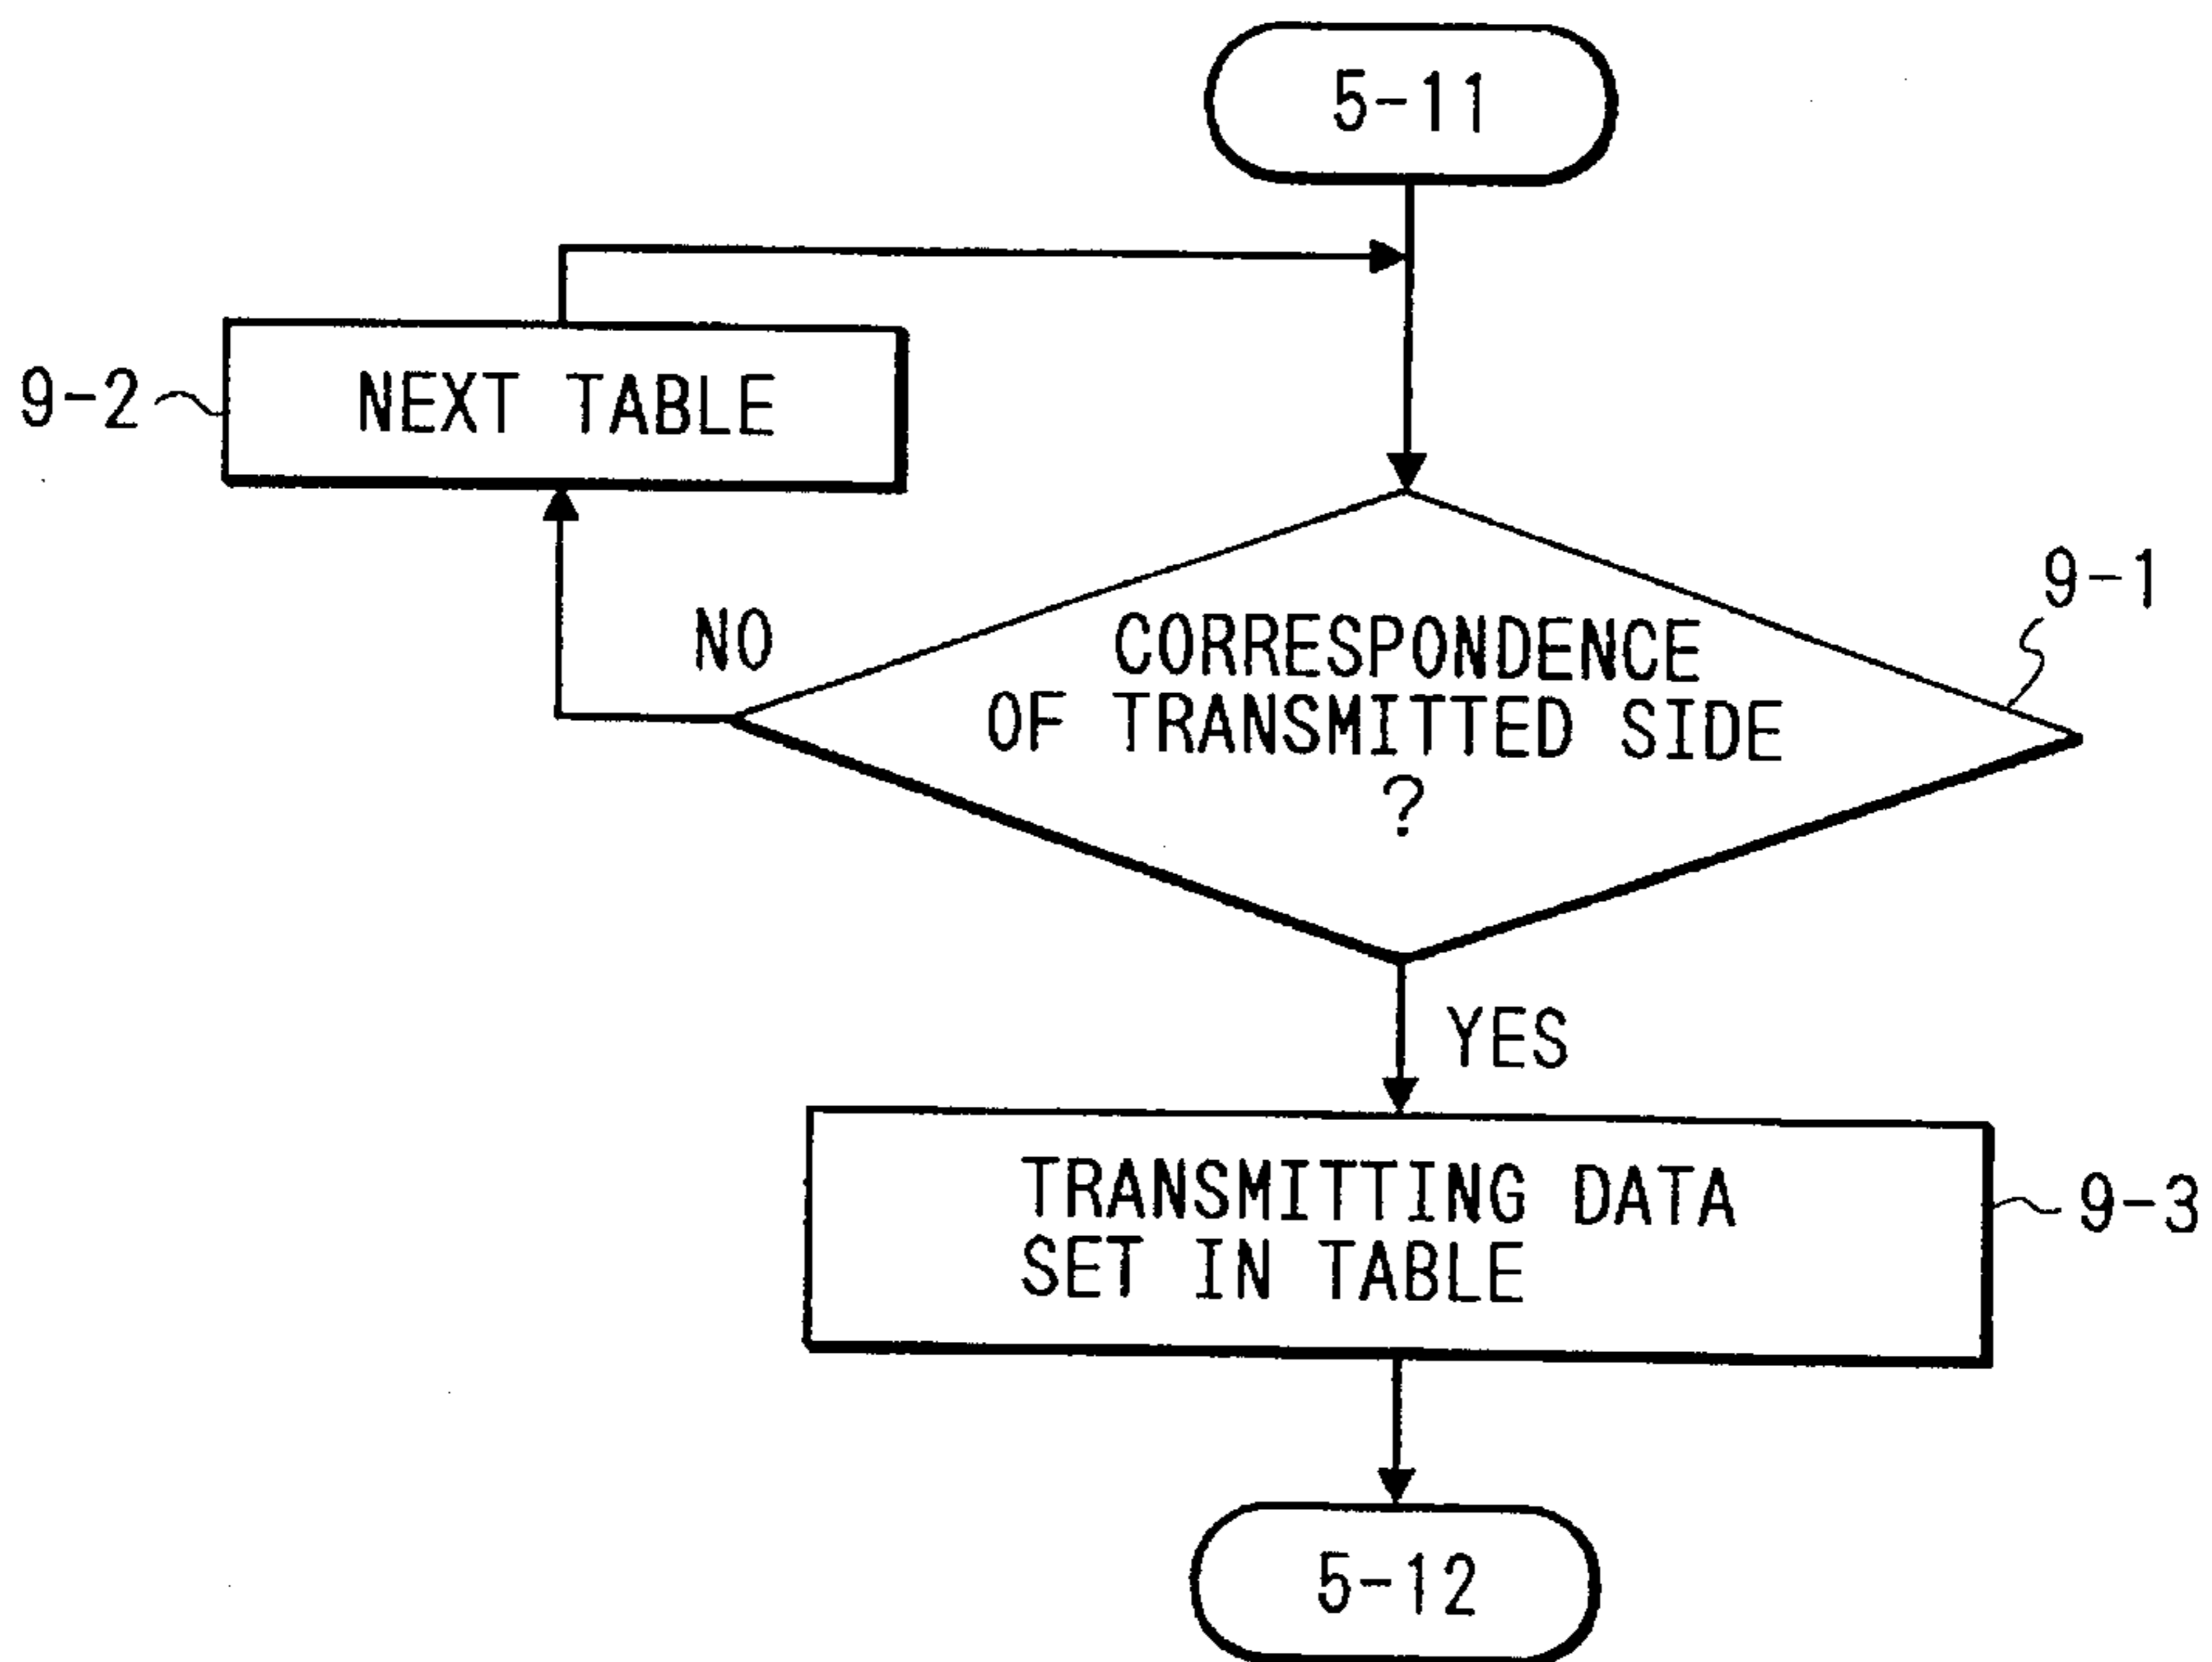 5-11
9-2
NEXT TABLE
9-1
NO
CORRESPONDENCE
OF TRANSMITTED SIDE
?
YES
TRANSMITTING DATA
SET IN TABLE
9-3
5-12